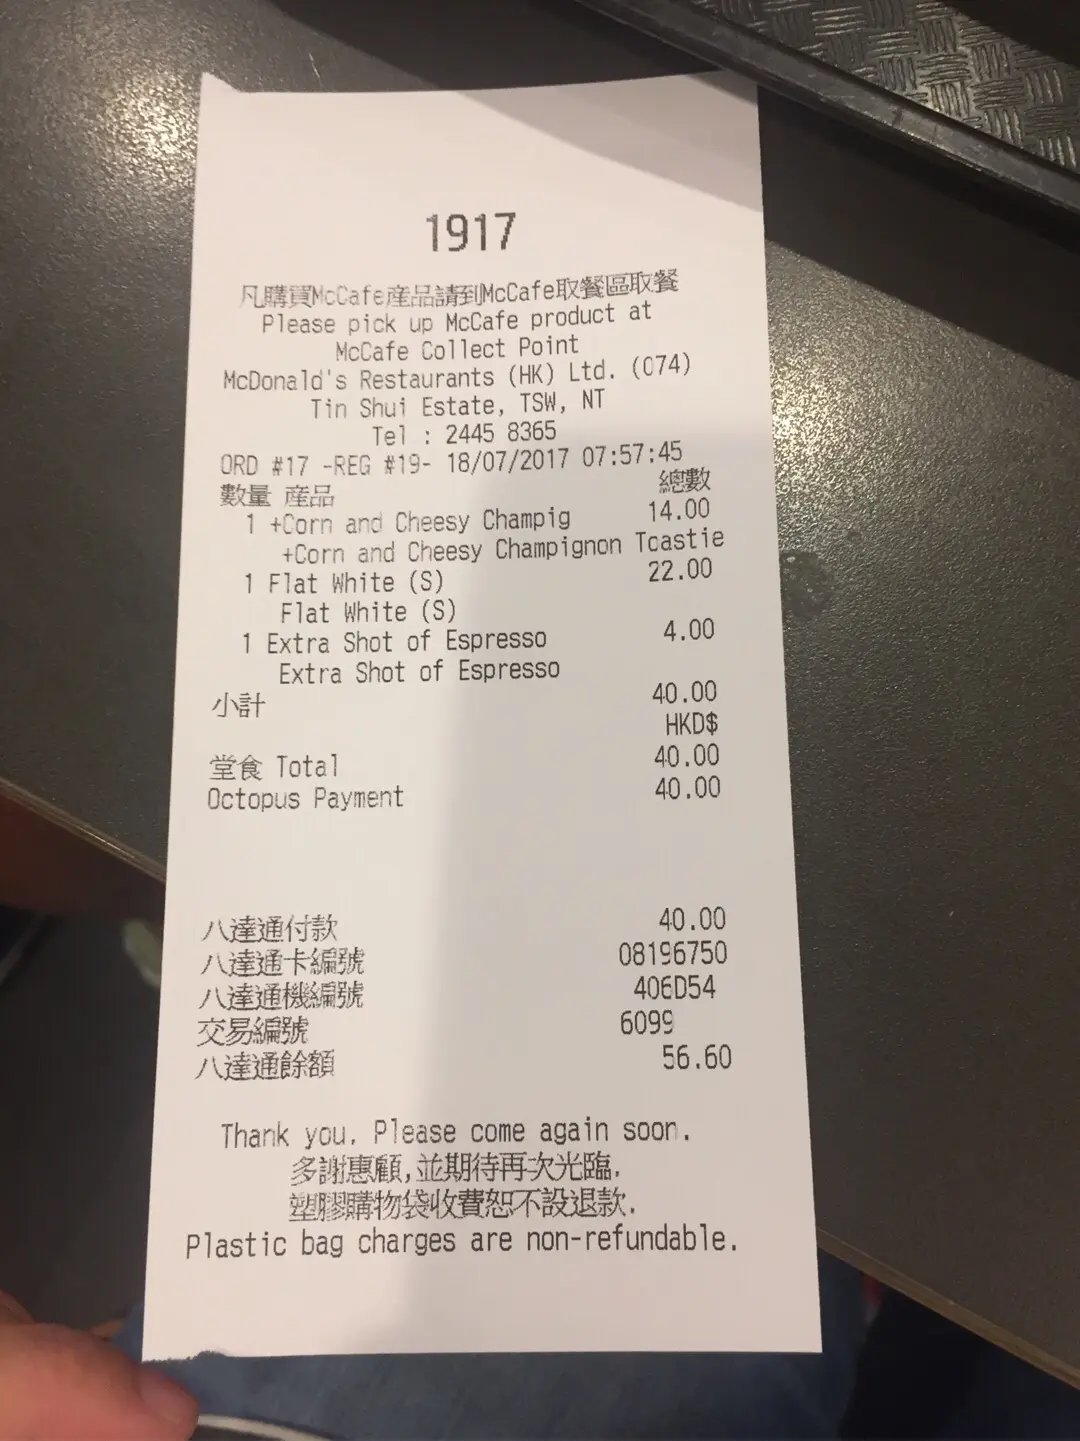 1917
凡購買McCafe産品請到McCafe取餐區取餐
Please pick up McCafe product at
McCafe Collect Point
McDonald's Restaurants (HK) Ltd. (074)
Tin Shui Estate, TSW, NT
Tel : 2445 8365
ORD #17 -REG #19- 18/07/2017 07:57:45
數量 産品 總數
1 +Corn and Cheesy Champig 14.00
+Corn and Cheesy Champignon Toastie
1 Flat White (S) 22.00
Flat White (S)
1 Extra Shot of Espresso 4.00
Extra Shot of Espresso
小計 40.00
HKD$
堂食 Total 40.00
Octopus Payment 40.00
八達通付款 40.00
八達通卡編號 08196750
八達通機編號 406D54
交易編號 6099
八達通餘額 56.60
Thank you. Please come again soon.
多謝惠顧,並期待再次光臨.
塑膠購物袋收費恕不設退款.
Plastic bag charges are non-refundable.